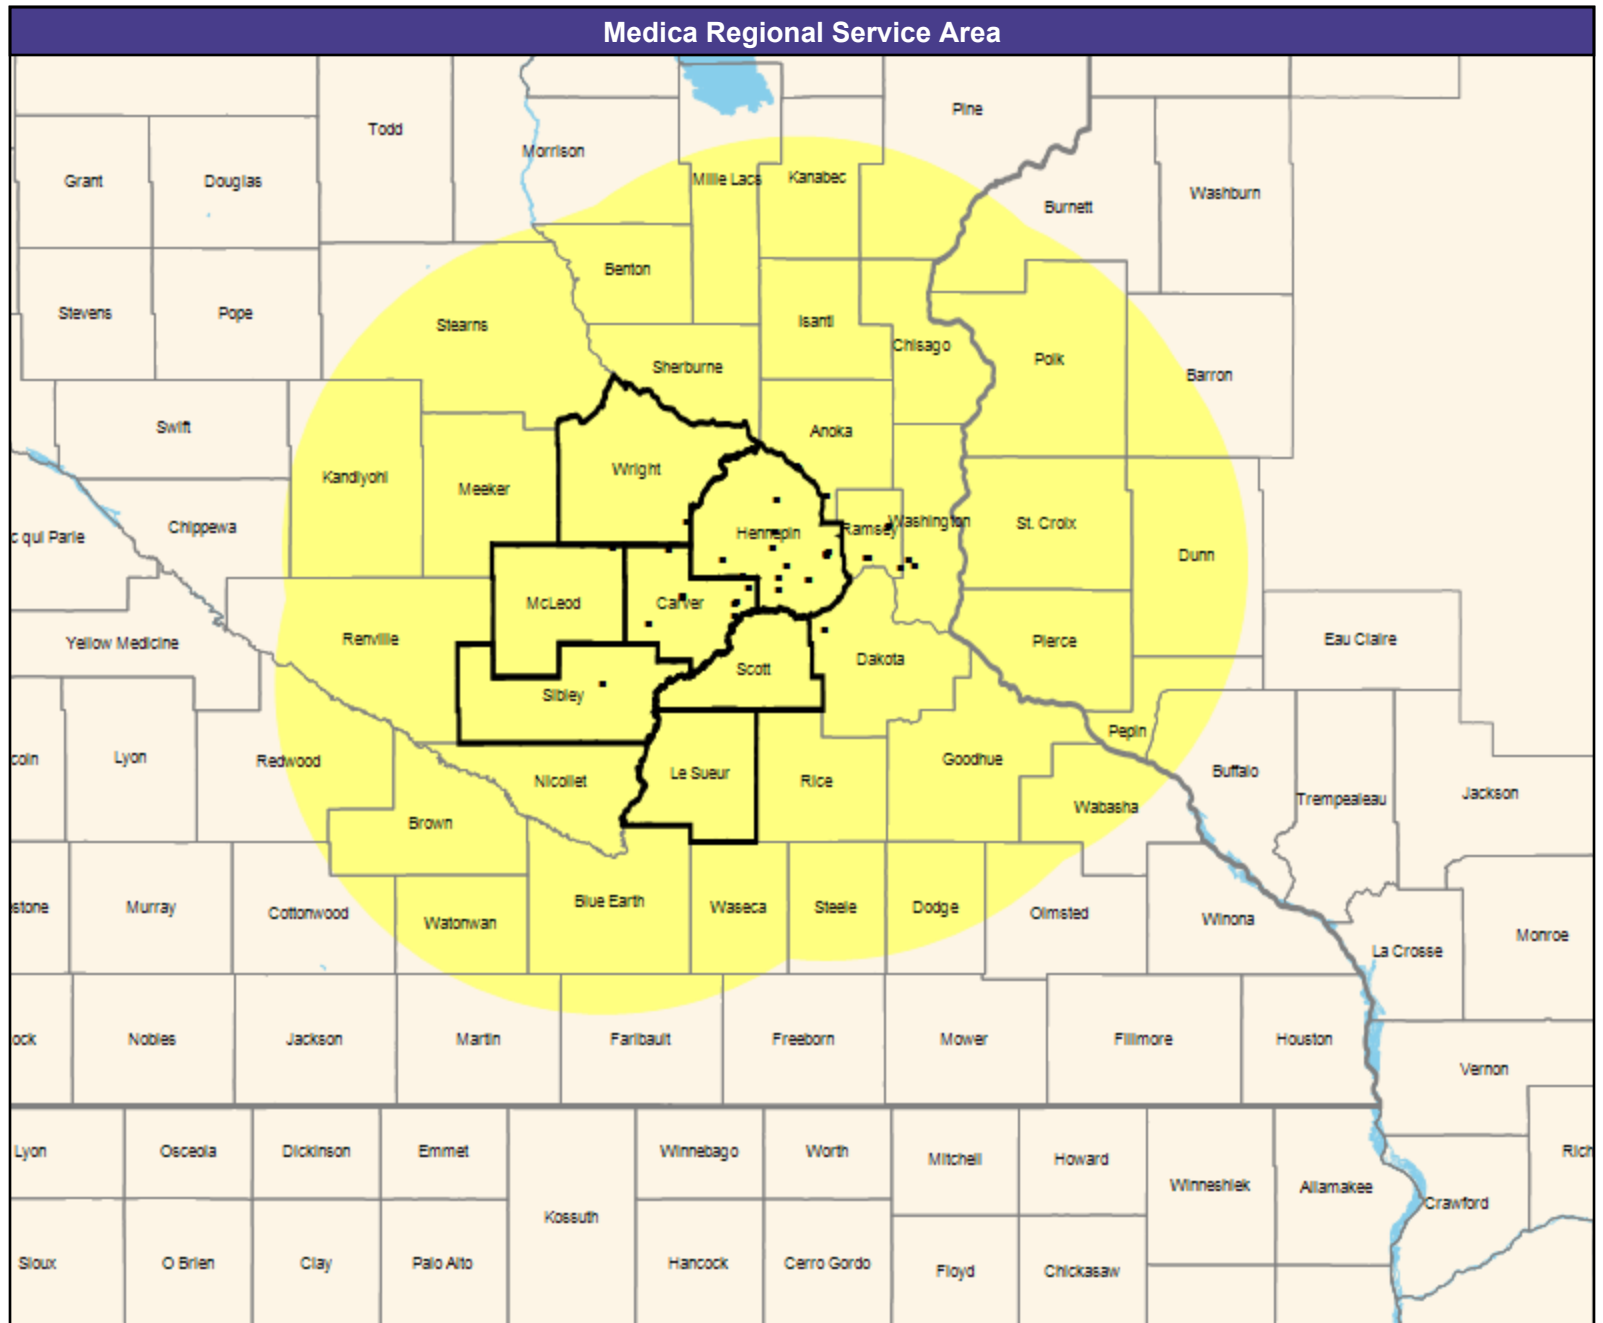 Medica Regional Service Area
Pine
Todd
Morrison
Grant
Douglas
Mille Lacs
Kanabec
Washburn
Burnett
Benton
Stevens
Pope
Stearns
Isanti
Chisago
Polk
Barron
Sherburne
Swift
Anoka
Wright
Kandiyohi
Meeker
Chippewa
Hennepin
Ramsey
Washington
St. Croix
c qui Parle
Dunn
McLeod
Carver
Yellow Medicine
Renville
Scott
Dakota
Pierce
Eau Claire
Sibley
coln
Lyon
Redwood
Nicollet
Le Sueur
Rice
Goodhue
Pepin
Buffalo
Trempealeau
Jackson
Brown
Wabasha
stone
Murray
Cottonwood
Watonwan
Blue Earth
Waseca
Steele
Dodge
Olmsted
Winona
La Crosse
Monroe
ock
Nobles
Jackson
Martin
Faribault
Freeborn
Mower
Fillmore
Houston
Vernon
Lyon
Osceola
Dickinson
Emmet
Winnebago
Worth
Mitchell
Howard
Rich
Winneshiek
Allamakee
Crawford
Kossuth
Sioux
O Brien
Clay
Palo Alto
Hancock
Cerro Gordo
Floyd
Chickasaw